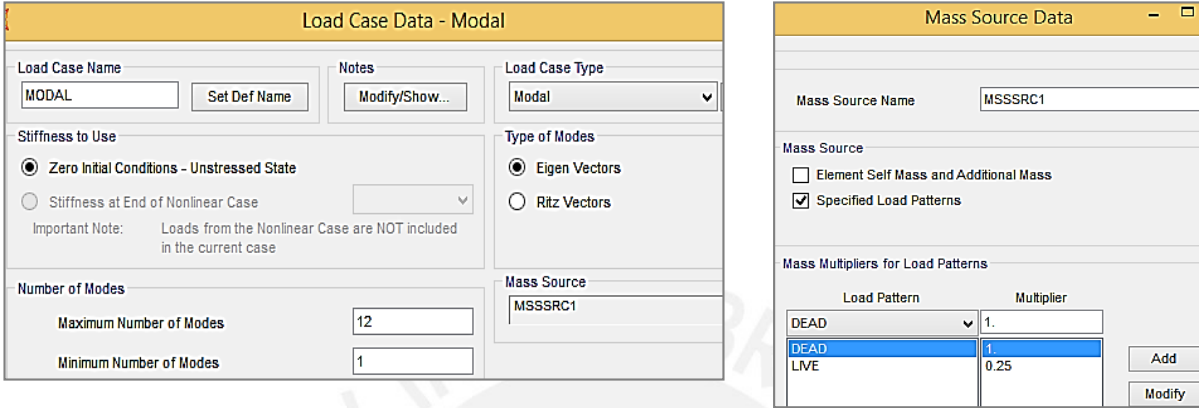 Load Case Data - Modal
Load Case Name
MODAL
Set Def Name
Notes
Modify/Show...
Load Case Type
Modal
Stiffness to Use
Zero Initial Conditions - Unstressed State
Stiffness at End of Nonlinear Case
Important Note: Loads from the Nonlinear Case are NOT included
in the current case
Type of Modes
Eigen Vectors
Ritz Vectors
Number of Modes
Maximum Number of Modes 12
Minimum Number of Modes 1
Mass Source
MSSSRC1
Mass Source Data
Mass Source Name MSSSRC1
Mass Source
Element Self Mass and Additional Mass
Specified Load Patterns
Mass Multipliers for Load Patterns
Load Pattern Multiplier
DEAD 1.
DEAD 1.
LIVE 0.25
Add
Modify